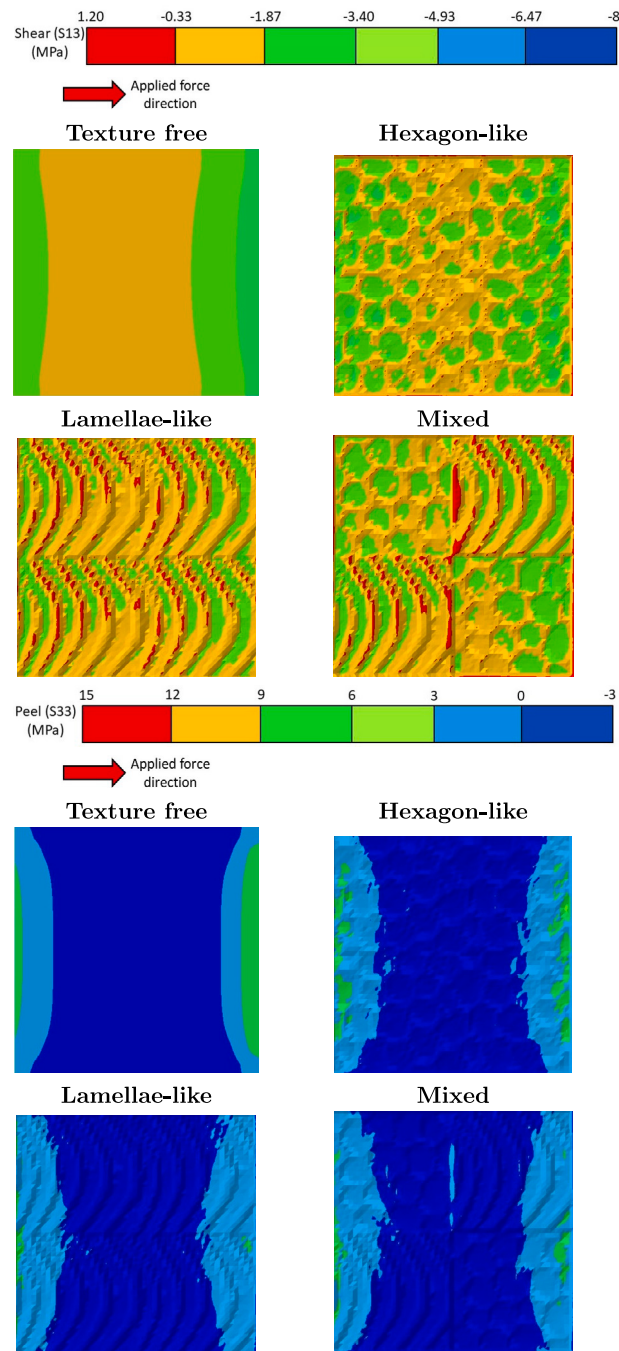 1.20 -0.33 -1.87 -3.40 -4.93 -6.47 -8
Shear (S13)
(MPa)
Applied force
direction
Texture free Hexagon-like
Lamellae-like Mixed
15 12 9 6 3 0 -3
Peel (S33)
(MPa)
Applied force
direction
Texture free Hexagon-like
Lamellae-like Mixed